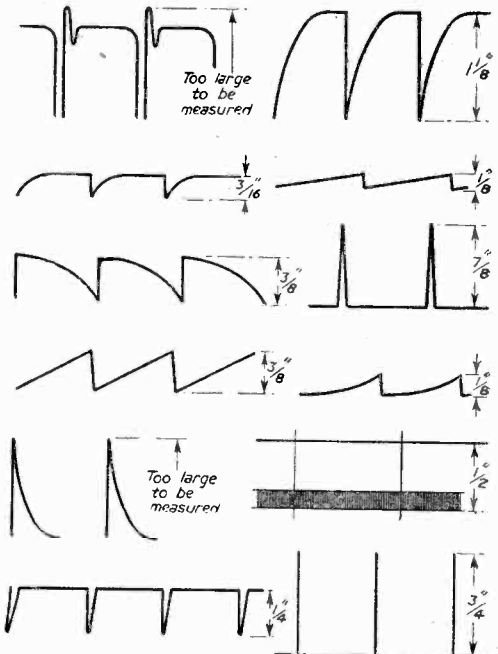 Too large
to be
measured
1 1/8"
3/16"
1/8"
3/8"
7/8"
3/8"
1/8"
Too large
to be
measured
1/2"
1/4"
3/4"